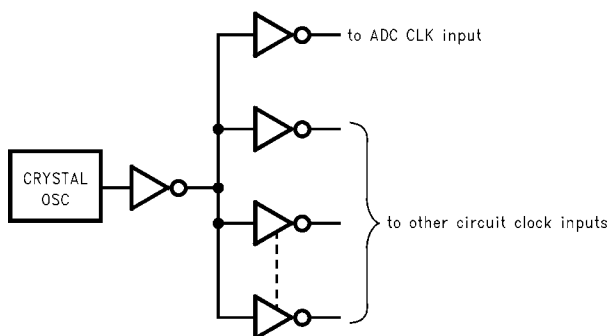 to ADC CLK input
CRYSTAL
OSC
to other circuit clock inputs